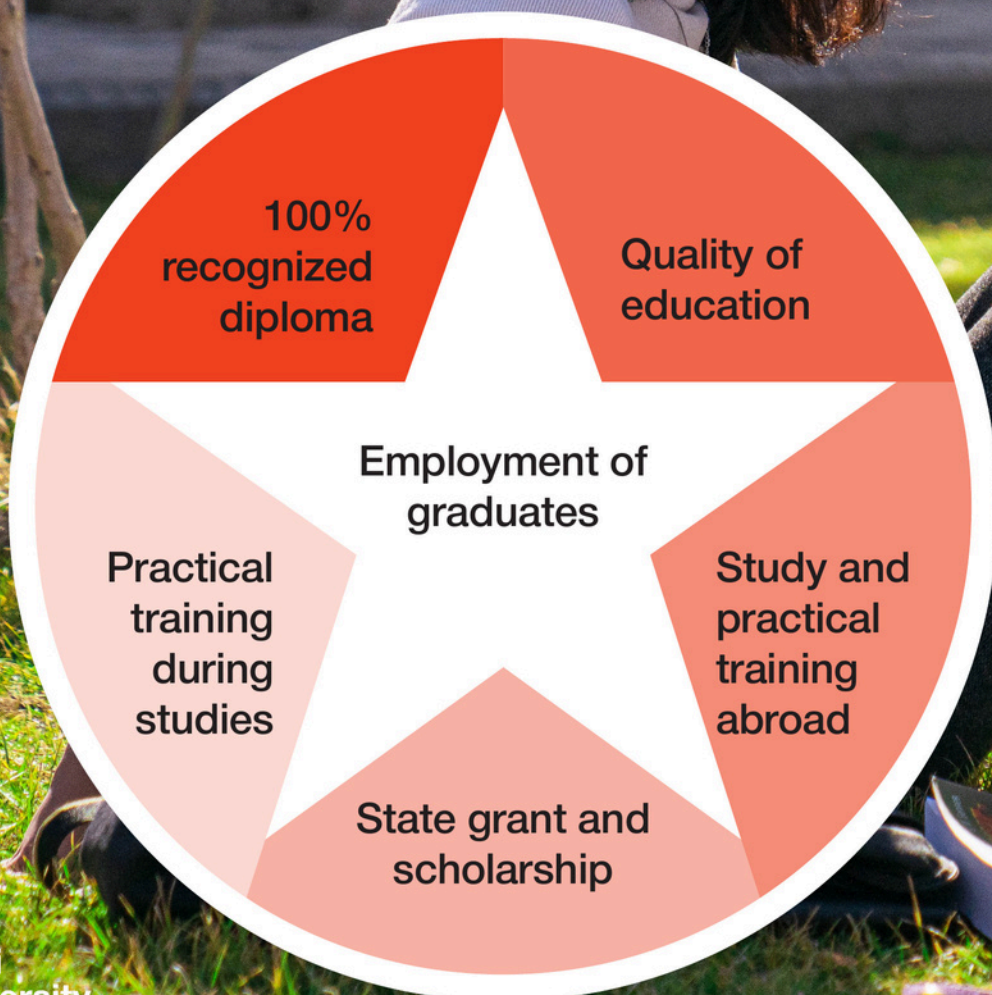 100%
recognized
diploma
Quality of
education
Employment of
graduates
Practical
training
during
studies
Study and
practical
training
abroad
State grant and
scholarship